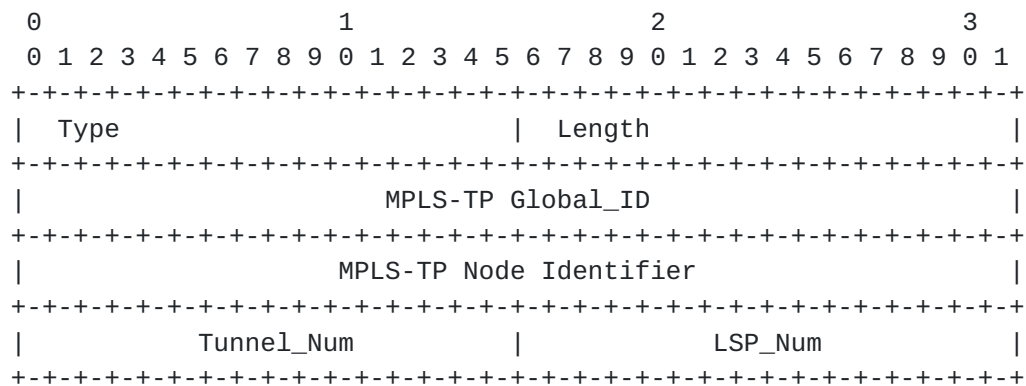 0                   1                   2                   3
 0 1 2 3 4 5 6 7 8 9 0 1 2 3 4 5 6 7 8 9 0 1 2 3 4 5 6 7 8 9 0 1
+-+-+-+-+-+-+-+-+-+-+-+-+-+-+-+-+-+-+-+-+-+-+-+-+-+-+-+-+-+-+-+-+
|  Type                         |  Length                       |
+-+-+-+-+-+-+-+-+-+-+-+-+-+-+-+-+-+-+-+-+-+-+-+-+-+-+-+-+-+-+-+-+
|                       MPLS-TP Global_ID                       |
+-+-+-+-+-+-+-+-+-+-+-+-+-+-+-+-+-+-+-+-+-+-+-+-+-+-+-+-+-+-+-+-+
|                    MPLS-TP Node Identifier                    |
+-+-+-+-+-+-+-+-+-+-+-+-+-+-+-+-+-+-+-+-+-+-+-+-+-+-+-+-+-+-+-+-+
|           Tunnel_Num          |            LSP_Num            |
+-+-+-+-+-+-+-+-+-+-+-+-+-+-+-+-+-+-+-+-+-+-+-+-+-+-+-+-+-+-+-+-+